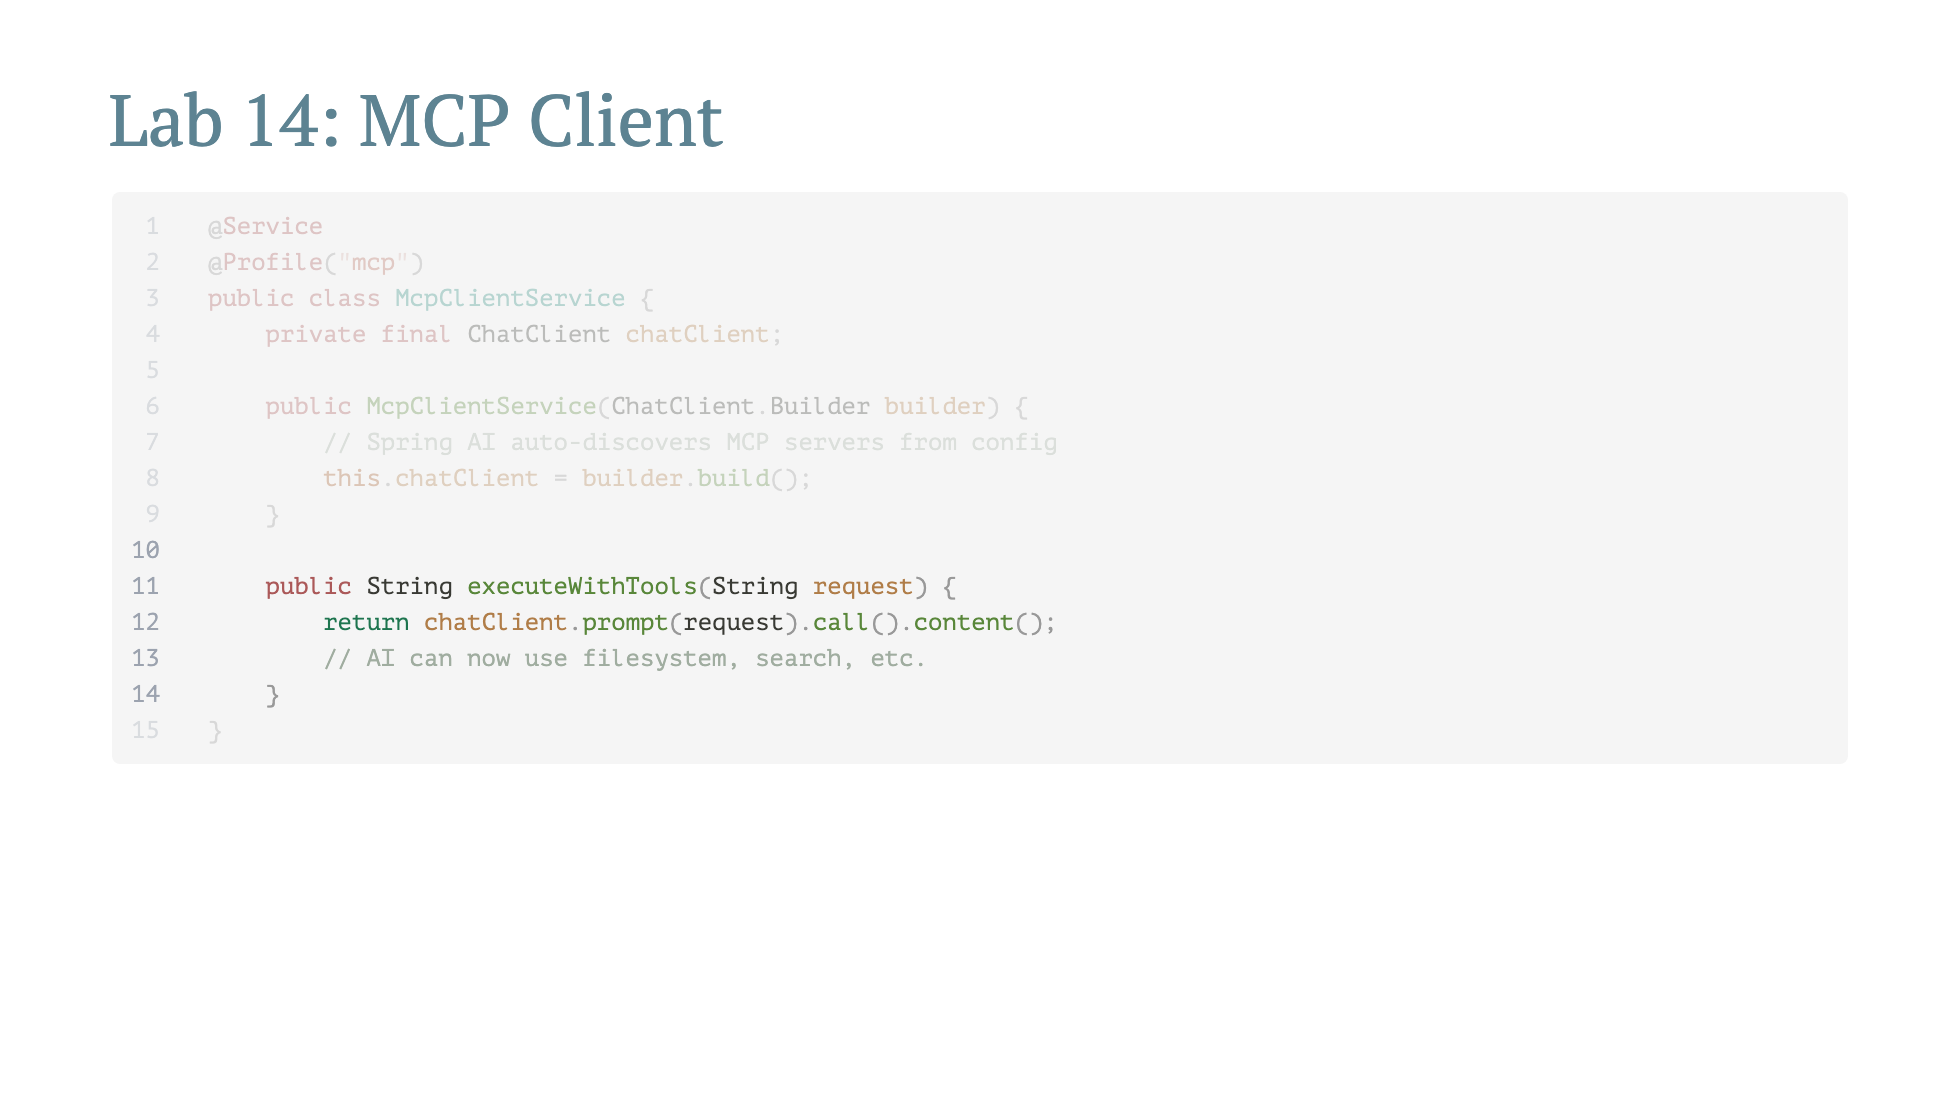 Lab 14: MCP Client
1 @Service
2 @Profile("mcp")
3 public class McpClientService {
4     private final ChatClient chatClient;
5
6     public McpClientService(ChatClient.Builder builder) {
7         // Spring AI auto-discovers MCP servers from config
8         this.chatClient = builder.build();
9     }
10
11     public String executeWithTools(String request) {
12         return chatClient.prompt(request).call().content();
13         // AI can now use filesystem, search, etc.
14     }
15 }